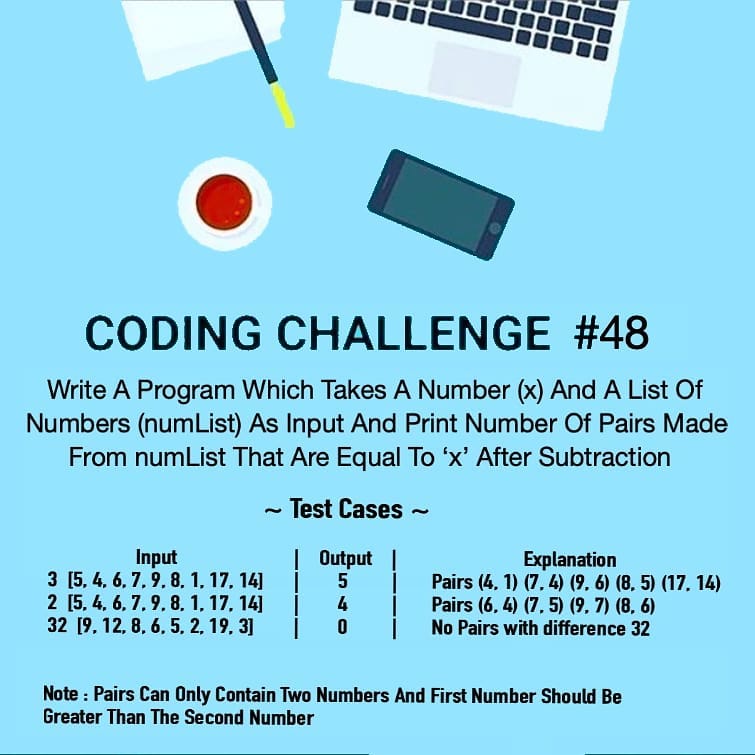 CODING CHALLENGE #48
Write A Program Which Takes A Number (x) And A List Of
Numbers (numList) As Input And Print Number Of Pairs Made
From numList That Are Equal To ‘x’ After Subtraction
~ Test Cases ~
Input | Output | Explanation
3 [5, 4, 6, 7, 9, 8, 1, 17, 14] | 5 | Pairs (4, 1) (7, 4) (9, 6) (8, 5) (17, 14)
2 [5, 4, 6, 7, 9, 8, 1, 17, 14] | 4 | Pairs (6, 4) (7, 5) (9, 7) (8, 6)
32 [9, 12, 8, 6, 5, 2, 19, 3] | 0 | No Pairs with difference 32
Note : Pairs Can Only Contain Two Numbers And First Number Should Be
Greater Than The Second Number